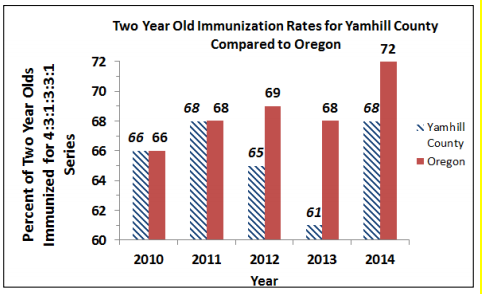 Two Year Old Immunization Rates for Yamhill County
Compared to Oregon
Percent of Two Year Olds
Immunized for 4:3:1:3:3:1
Series
72
70
68
66
64
62
60
66 66
68 68
65 69
61 68
68 72
2010 2011 2012 2013 2014
Year
Yamhill
County
Oregon